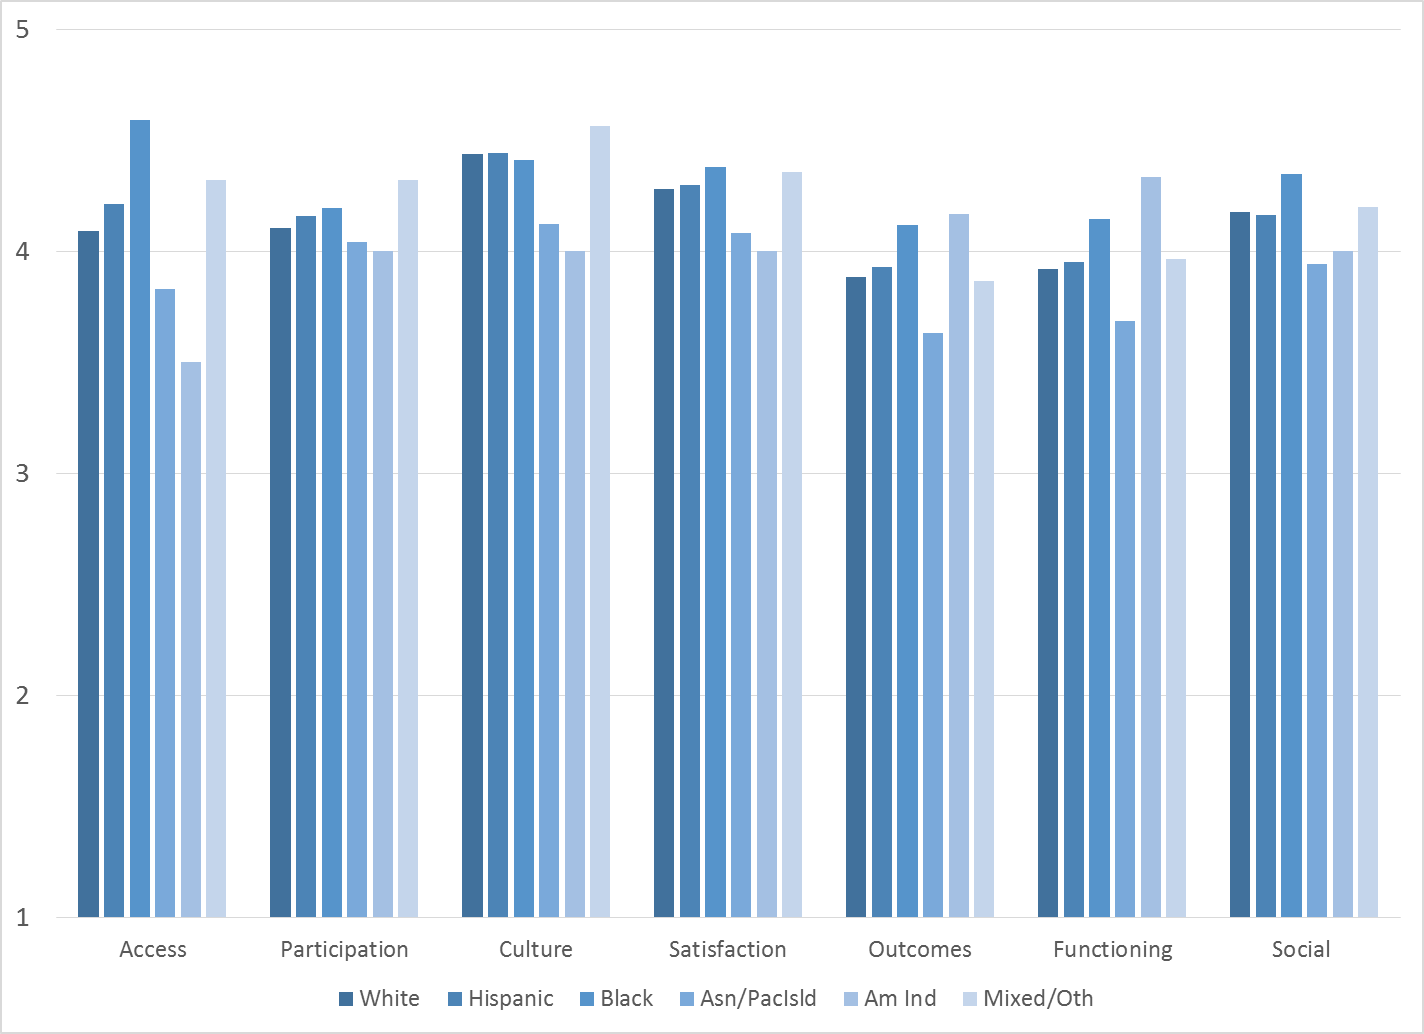 5
4
3
2
1
Access Participation Culture Satisfaction Outcomes Functioning Social
White Hispanic Black Asn/PacIsld Am Ind Mixed/Oth